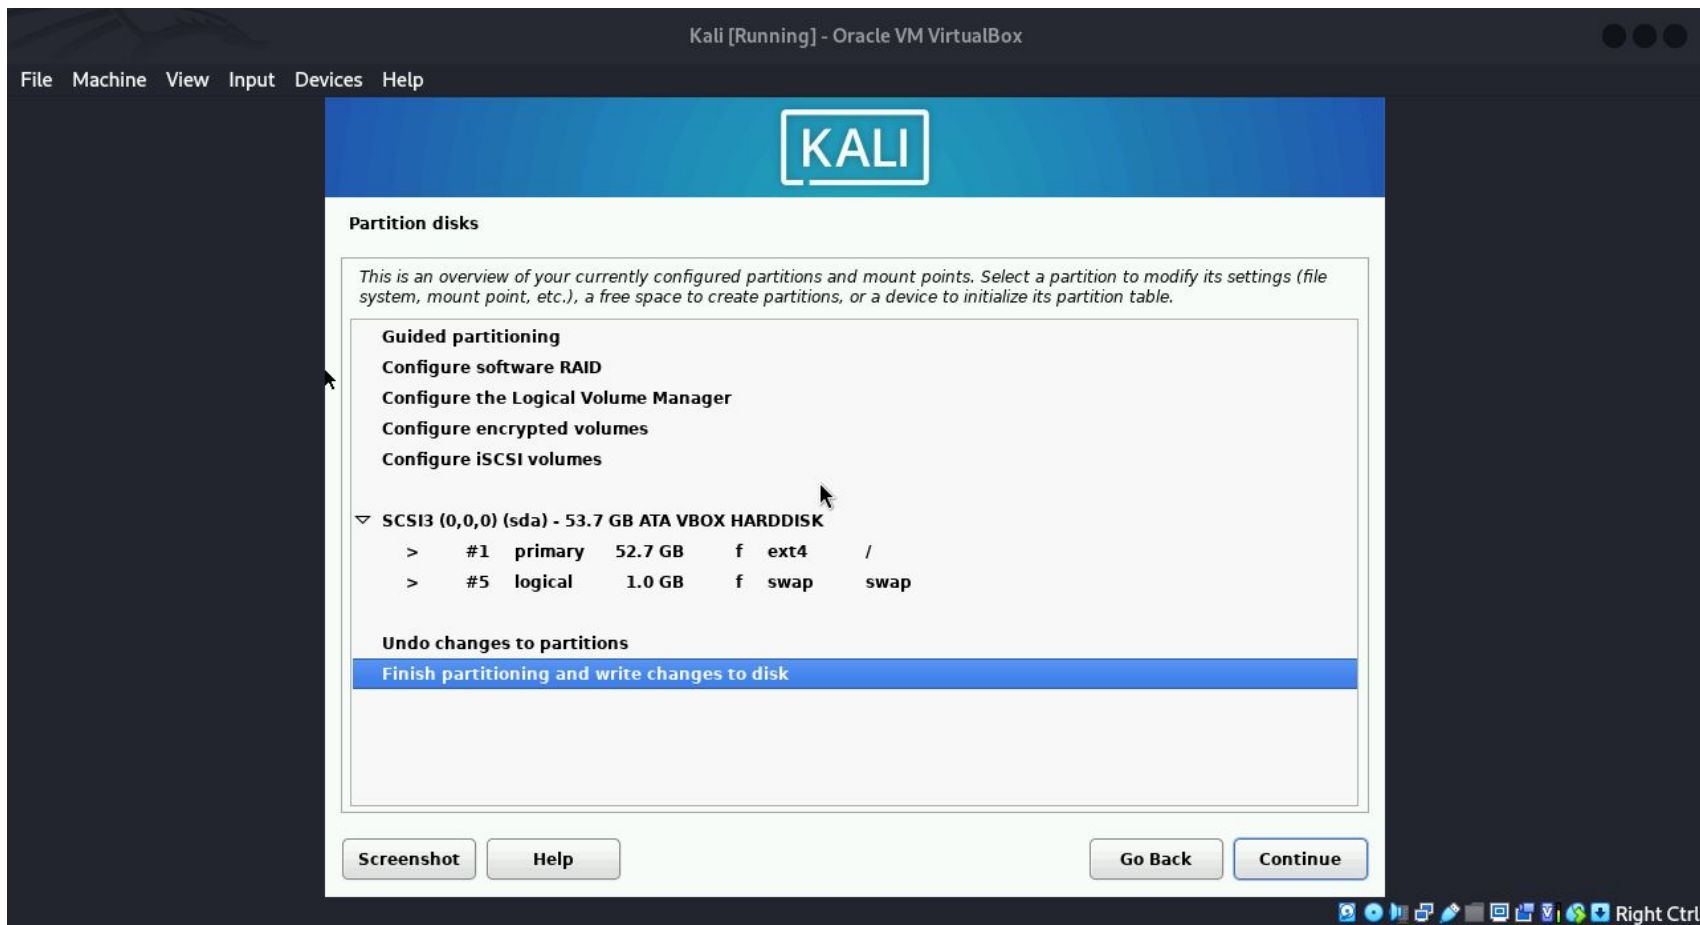 Kali [Running] - Oracle VM VirtualBox
File Machine View Input Devices Help
KALI
Partition disks
This is an overview of your currently configured partitions and mount points. Select a partition to modify its settings (file
system, mount point, etc.), a free space to create partitions, or a device to initialize its partition table.
Guided partitioning
Configure software RAID
Configure the Logical Volume Manager
Configure encrypted volumes
Configure iSCSI volumes
SCSI3 (0,0,0) (sda) - 53.7 GB ATA VBOX HARDDISK
> #1 primary 52.7 GB f ext4 /
> #5 logical 1.0 GB f swap swap
Undo changes to partitions
Finish partitioning and write changes to disk
Screenshot Help Go Back Continue
Right Ctrl